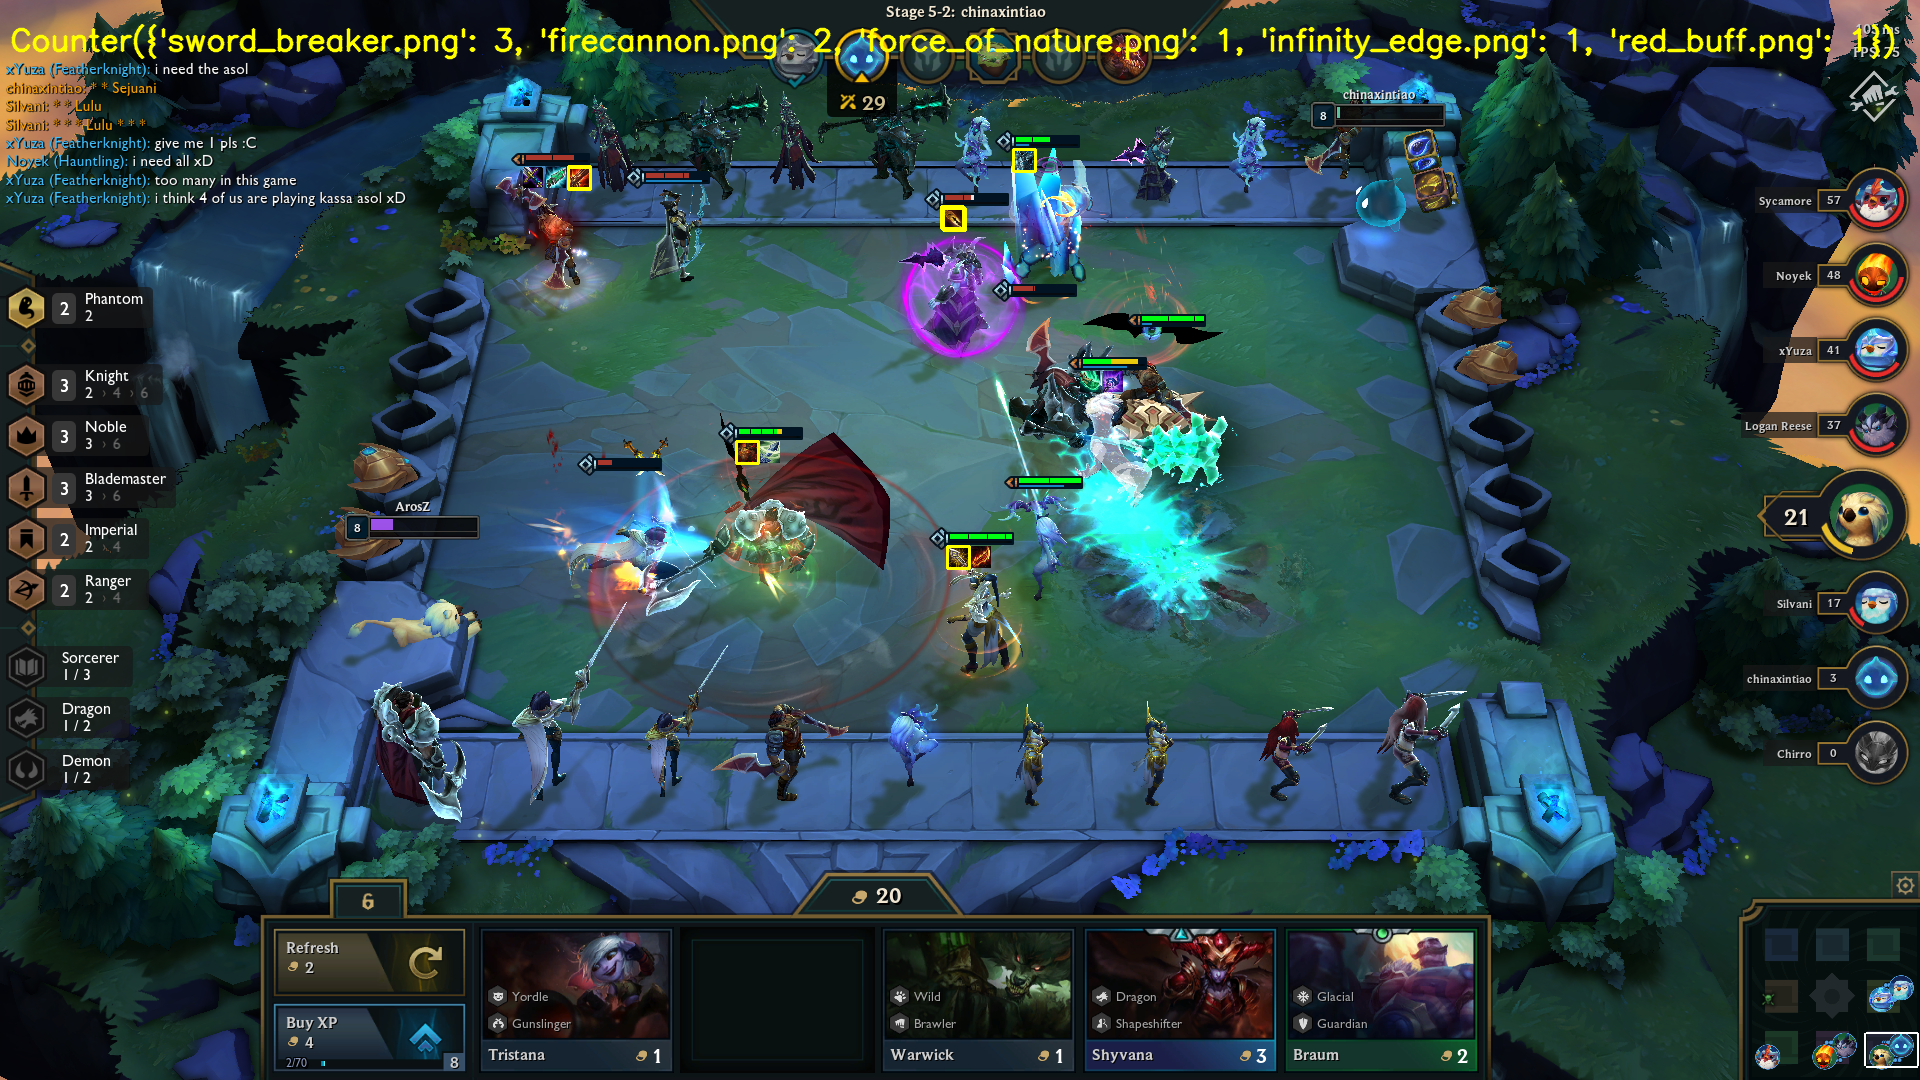 Stage 5-2: chinaxintiao
Counter({'sword_breaker.png': 3, 'firecannon.png': 2, 'force_of_nature.png': 1, 'infinity_edge.png': 1, 'red_buff.png': 1})
xYuza (Featherknight): i need the asol
chinaxintiao: * * Sejuani
Silvani: * * Lulu
Silvani: * * * Lulu * * *
xYuza (Featherknight): give me 1 pls :C
Noyek (Hauntling): i need all xD
xYuza (Featherknight): too many in this game
xYuza (Featherknight): i think 4 of us are playing kassa asol xD
29
chinaxintiao
8
Sycamore 57
Noyek 48
xYuza 41
Logan Reese 37
21
Silvani 17
chinaxintiao 3
Chirro 0
2 Phantom
2
3 Knight
2 › 4 › 6
3 Noble
3 › 6
3 Blademaster
3 › 6
2 Imperial
2 › 4
2 Ranger
2 › 4
Sorcerer
1 / 3
Dragon
1 / 2
Demon
1 / 2
ArosZ
8
6
20
Refresh
2
Buy XP
4
2/70
8
Yordle
Gunslinger
Tristana 1
Wild
Brawler
Warwick 1
Dragon
Shapeshifter
Shyvana 3
Glacial
Guardian
Braum 2